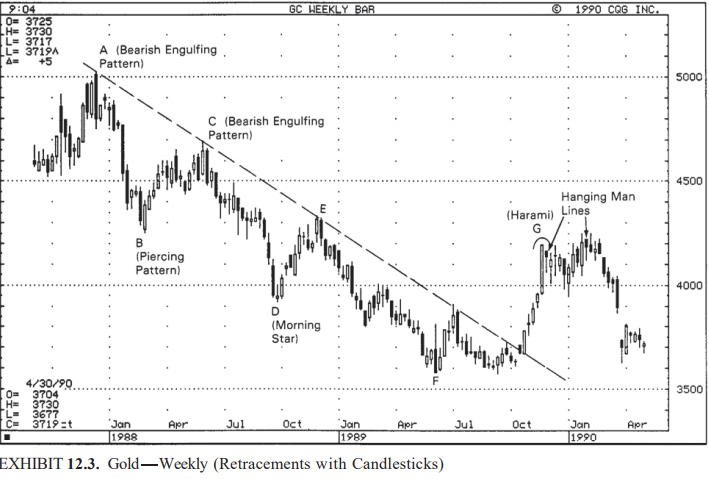 9:04 GC WEEKLY BAR © 1990 CQG INC.
O= 3725
H= 3730
L= 3717
L= 3719A
Δ= +5
A (Bearish Engulfing
Pattern)
5000
C (Bearish Engulfing
Pattern)
4500
Hanging Man
Lines
(Harami)
G
E
B
(Piercing
Pattern)
4000
D
(Morning
Star)
F
3500
4/30/90
O= 3704
H= 3730
L= 3677
C= 3719 ct Jan Apr Jul Oct Jan Apr Jul Oct Jan Apr
1988 1989 1990
EXHIBIT 12.3. Gold—Weekly (Retracements with Candlesticks)